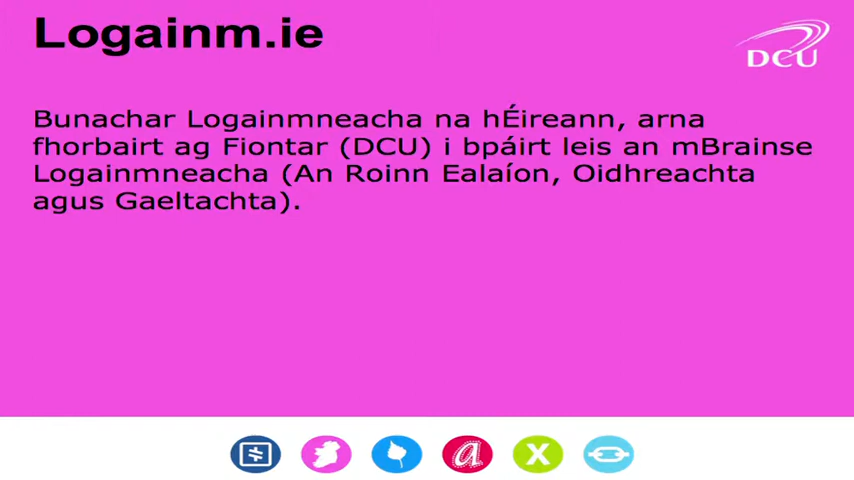 Logainm.ie
DCU
Bunachar Logainmneacha na hÉireann, arna
fhorbairt ag Fiontar (DCU) i bpáirt leis an mBrainse
Logainmneacha (An Roinn Ealaíon, Oidhreachta
agus Gaeltachta).
a
X